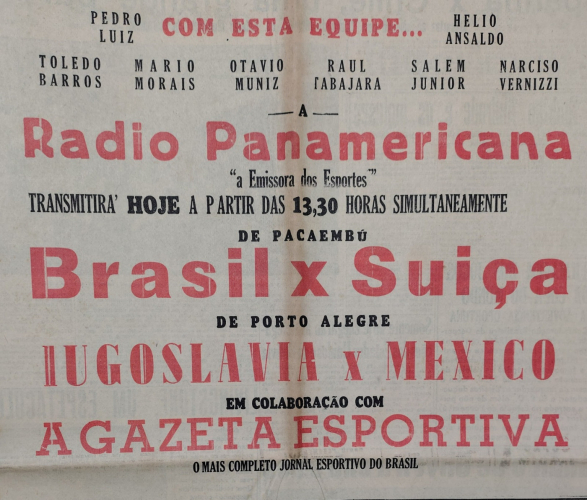 PEDRO LUIZ COM ESTA EQUIPE... HELIO ANSALDO
TOLEDO BARROS MARIO MORAIS OTAVIO MUNIZ RAUL TABAJARA SALEM JUNIOR NARCISO VERNIZZI
— A —
Radio Panamericana
"a Emissora dos Esportes"
TRANSMITIRA' HOJE A PARTIR DAS 13,30 HORAS SIMULTANEAMENTE
DE PACAEMBÚ
Brasil x Suiça
DE PORTO ALEGRE
IUGOSLAVIA x MEXICO
EM COLABORAÇÃO COM
A GAZETA ESPORTIVA
O MAIS COMPLETO JORNAL ESPORTIVO DO BRASIL